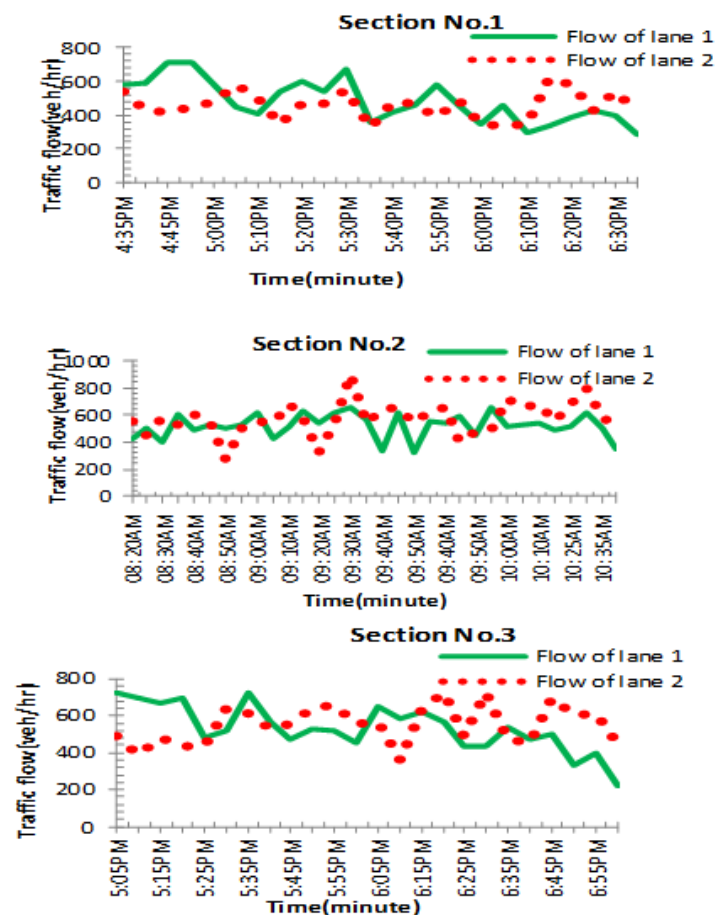 Section No.1
Flow of lane 1
Flow of lane 2
Traffic flow(veh/hr)
800
600
400
200
0
4:35PM
4:45PM
5:00PM
5:10PM
5:20PM
5:30PM
5:40PM
5:50PM
6:00PM
6:10PM
6:20PM
6:30PM
Time(minute)
Section No.2
Flow of lane 1
Flow of lane 2
Traffic flow(veh/hr)
1000
800
600
400
200
0
08:20AM
08:30AM
08:40AM
08:50AM
09:00AM
09:10AM
09:20AM
09:30AM
09:40AM
09:50AM
09:40AM
09:50AM
10:00AM
10:10AM
10:25AM
10:35AM
Time(minute)
Section No.3
Flow of lane 1
Flow of lane 2
Traffic flow(veh/hr)
800
600
400
200
0
5:05PM
5:15PM
5:25PM
5:35PM
5:45PM
5:55PM
6:05PM
6:15PM
6:25PM
6:35PM
6:45PM
6:55PM
Time(minute)